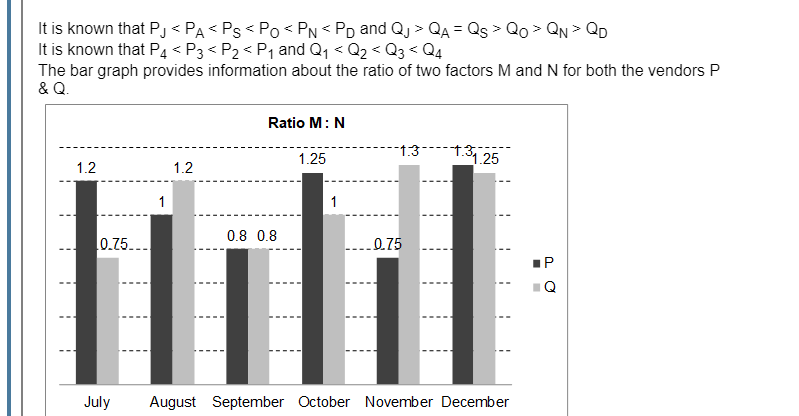 It is known that PJ < PA < PS < PO < PN < PD and QJ > QA = QS > QO > QN > QD
It is known that P4 < P3 < P2 < P1 and Q1 < Q2 < Q3 < Q4
The bar graph provides information about the ratio of two factors M and N for both the vendors P
& Q.
Ratio M : N
1.2 0.75 1 1.2 0.8 0.8 1.25 1 0.75 1.3 1.3 1.25
P
Q
July August September October November December